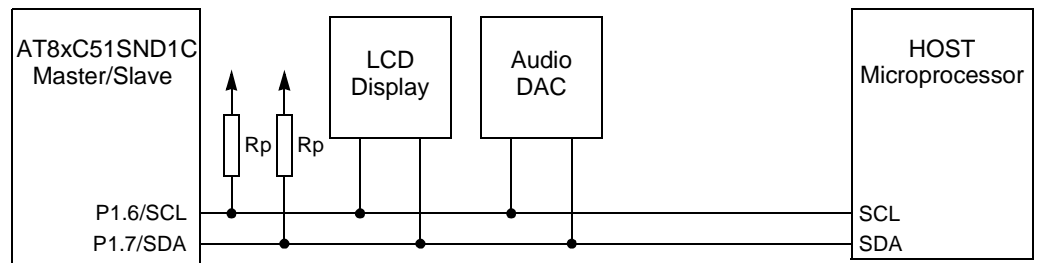 AT8xC51SND1C
Master/Slave
LCD
Display
Audio
DAC
HOST
Microprocessor
Rp
Rp
P1.6/SCL
P1.7/SDA
SCL
SDA